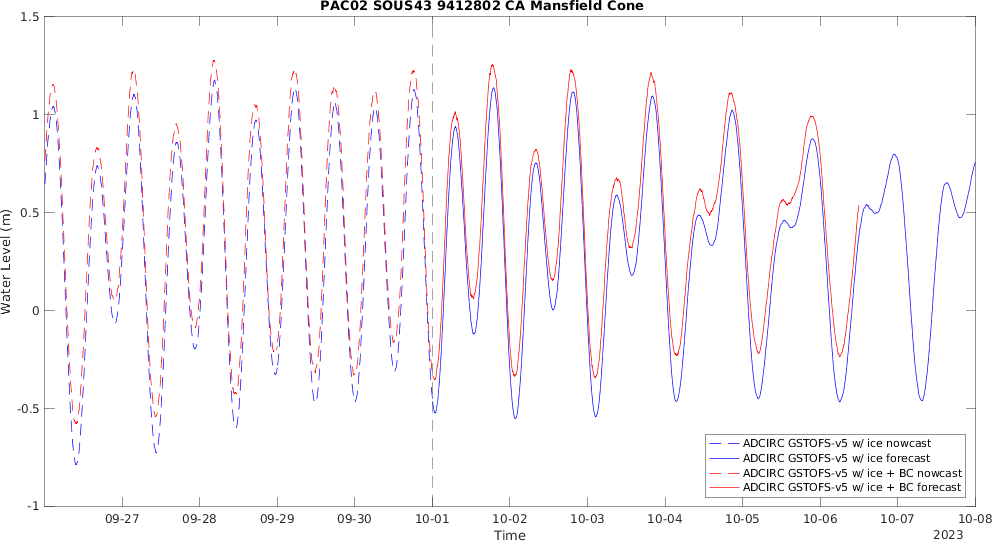 PAC02 SOUS43 9412802 CA Mansfield Cone
1.5
1
0.5
0
-0.5
-1
Water Level (m)
09-27 09-28 09-29 09-30 10-01 10-02 10-03 10-04 10-05 10-06 10-07 10-08
Time
2023
ADCIRC GSTOFS-v5 w/ ice nowcast
ADCIRC GSTOFS-v5 w/ ice forecast
ADCIRC GSTOFS-v5 w/ ice + BC nowcast
ADCIRC GSTOFS-v5 w/ ice + BC forecast